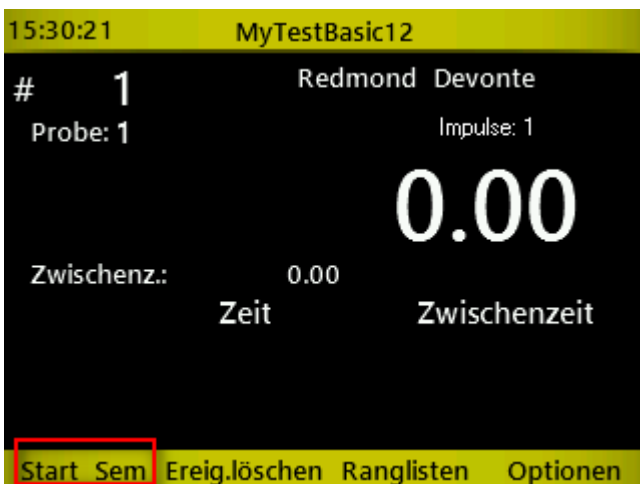 15:30:21 MyTestBasic12
# 1 Redmond Devonte
Probe: 1 Impulse: 1
0.00
Zwischenz.: 0.00
Zeit Zwischenzeit
Start Sem Ereig.löschen Ranglisten Optionen